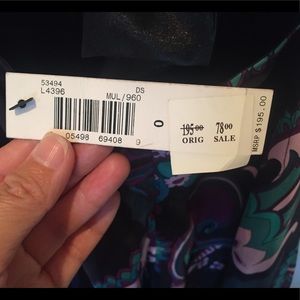 53494 DS
L4396 MUL/960
05498 69408 9
0
195 00 78 00
ORIG SALE
MSRP $195.00